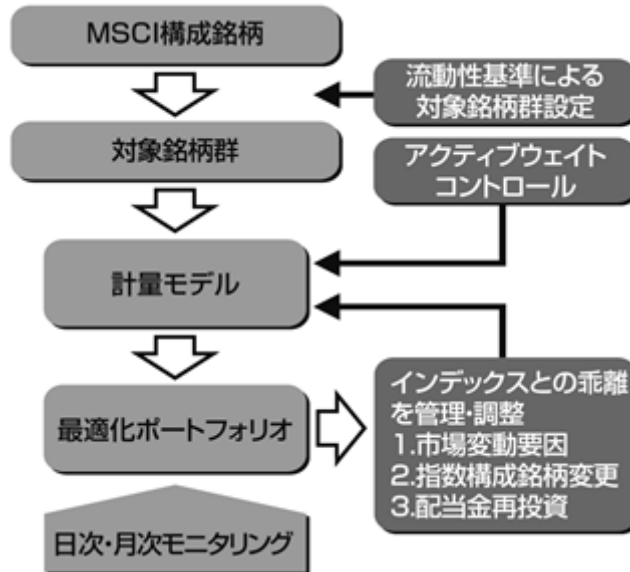 MSCI構成銘柄
流動性基準による
対象銘柄群設定
対象銘柄群
アクティブウェイト
コントロール
計量モデル
最適化ポートフォリオ
インデックスとの乖離
を管理・調整
1.市場変動要因
2.指数構成銘柄変更
3.配当金再投資
日次・月次モニタリング